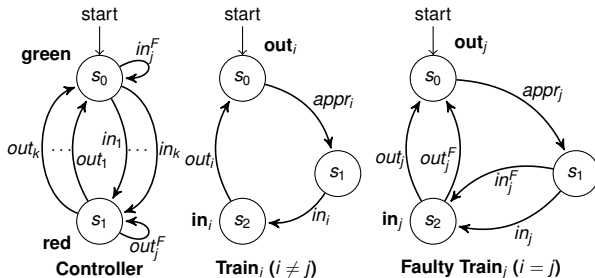 start
green
in_j^F
s_0
out_k
...
out_1
in_1
...
in_k
s_1
red
out_j^F
Controller
start
out_i
s_0
appr_i
s_1
out_i
in_i
in_i
s_2
Train_i (i ≠ j)
start
out_j
s_0
appr_j
s_1
out_j
out_j^F
in_j^F
in_j
in_j
s_2
Faulty Train_j (i = j)